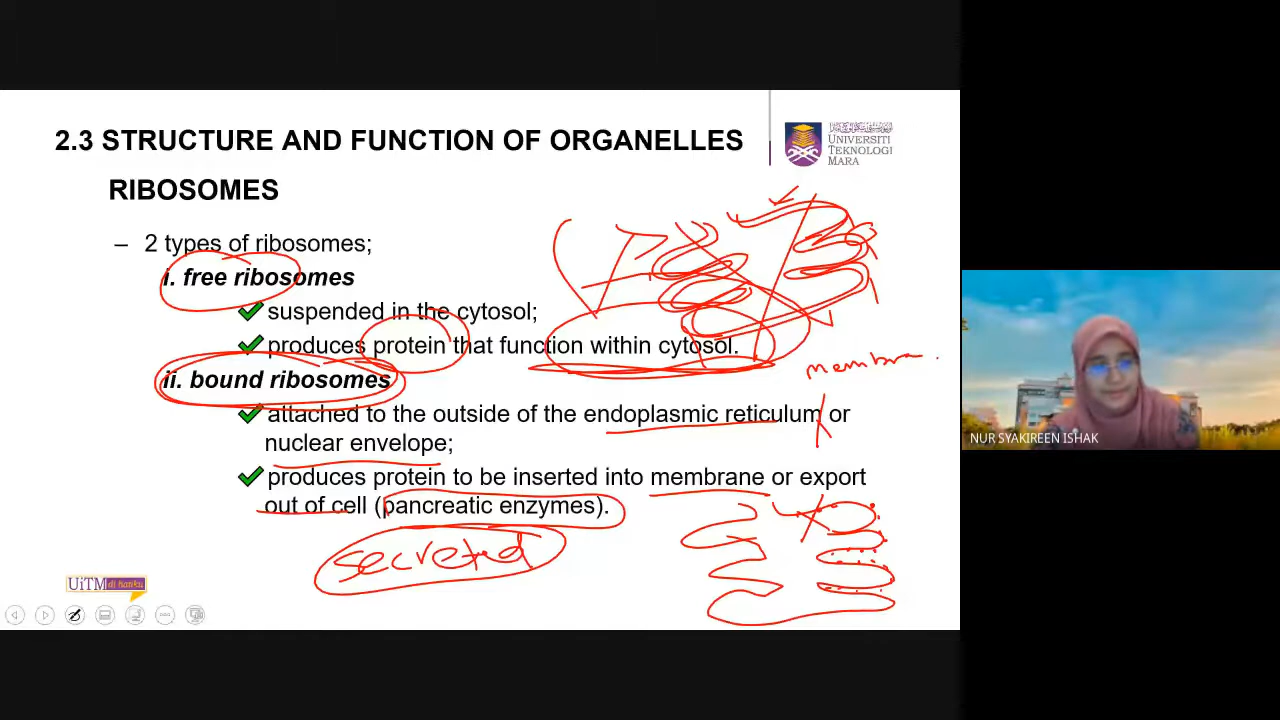 2.3 STRUCTURE AND FUNCTION OF ORGANELLES
UNIVERSITI
TEKNOLOGI
MARA
RIBOSOMES
– 2 types of ribosomes;
i. free ribosomes
suspended in the cytosol;
produces protein that function within cytosol.
membrane
ii. bound ribosomes
attached to the outside of the endoplasmic reticulum or
nuclear envelope;
produces protein to be inserted into membrane or export
out of cell (pancreatic enzymes).
secreted
UiTM di hatiku
NUR SYAKIREEN ISHAK